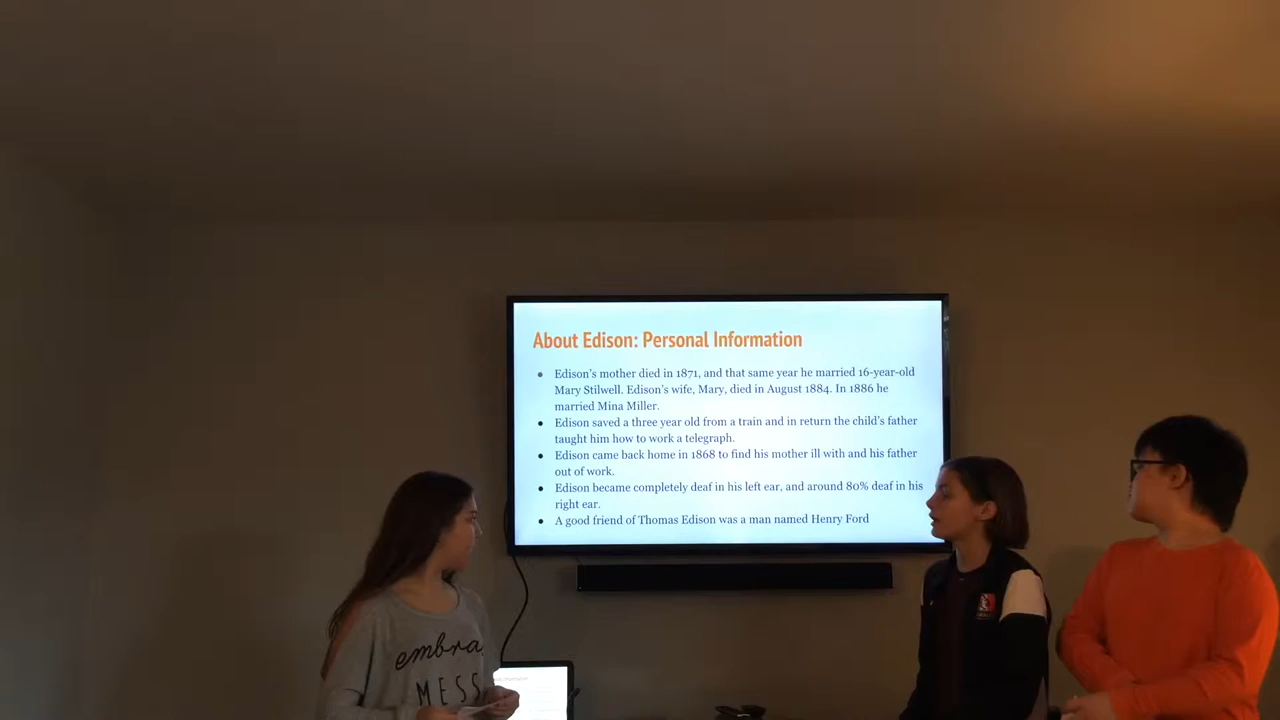 About Edison: Personal Information
● Edison's mother died in 1871, and that same year he married 16-year-old
Mary Stilwell. Edison's wife, Mary, died in August 1884. In 1886 he
married Mina Miller.
● Edison saved a three year old from a train and in return the child's father
taught him how to work a telegraph.
● Edison came back home in 1868 to find his mother ill with and his father
out of work.
● Edison became completely deaf in his left ear, and around 80% deaf in his
right ear.
● A good friend of Thomas Edison was a man named Henry Ford
embra
MESS